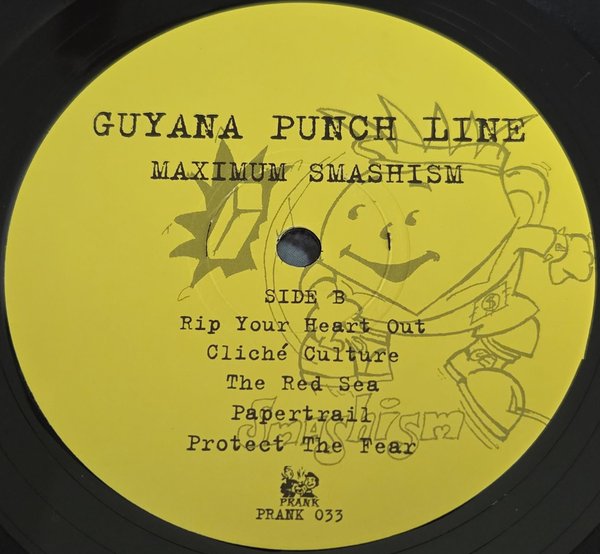 GUYANA PUNCH LINE
MAXIMUM SMASHISM
SIDE B
Rip Your Heart Out
Cliché Culture
The Red Sea
Papertrail
Protect The Fear
Smashism
PRANK
PRANK 033